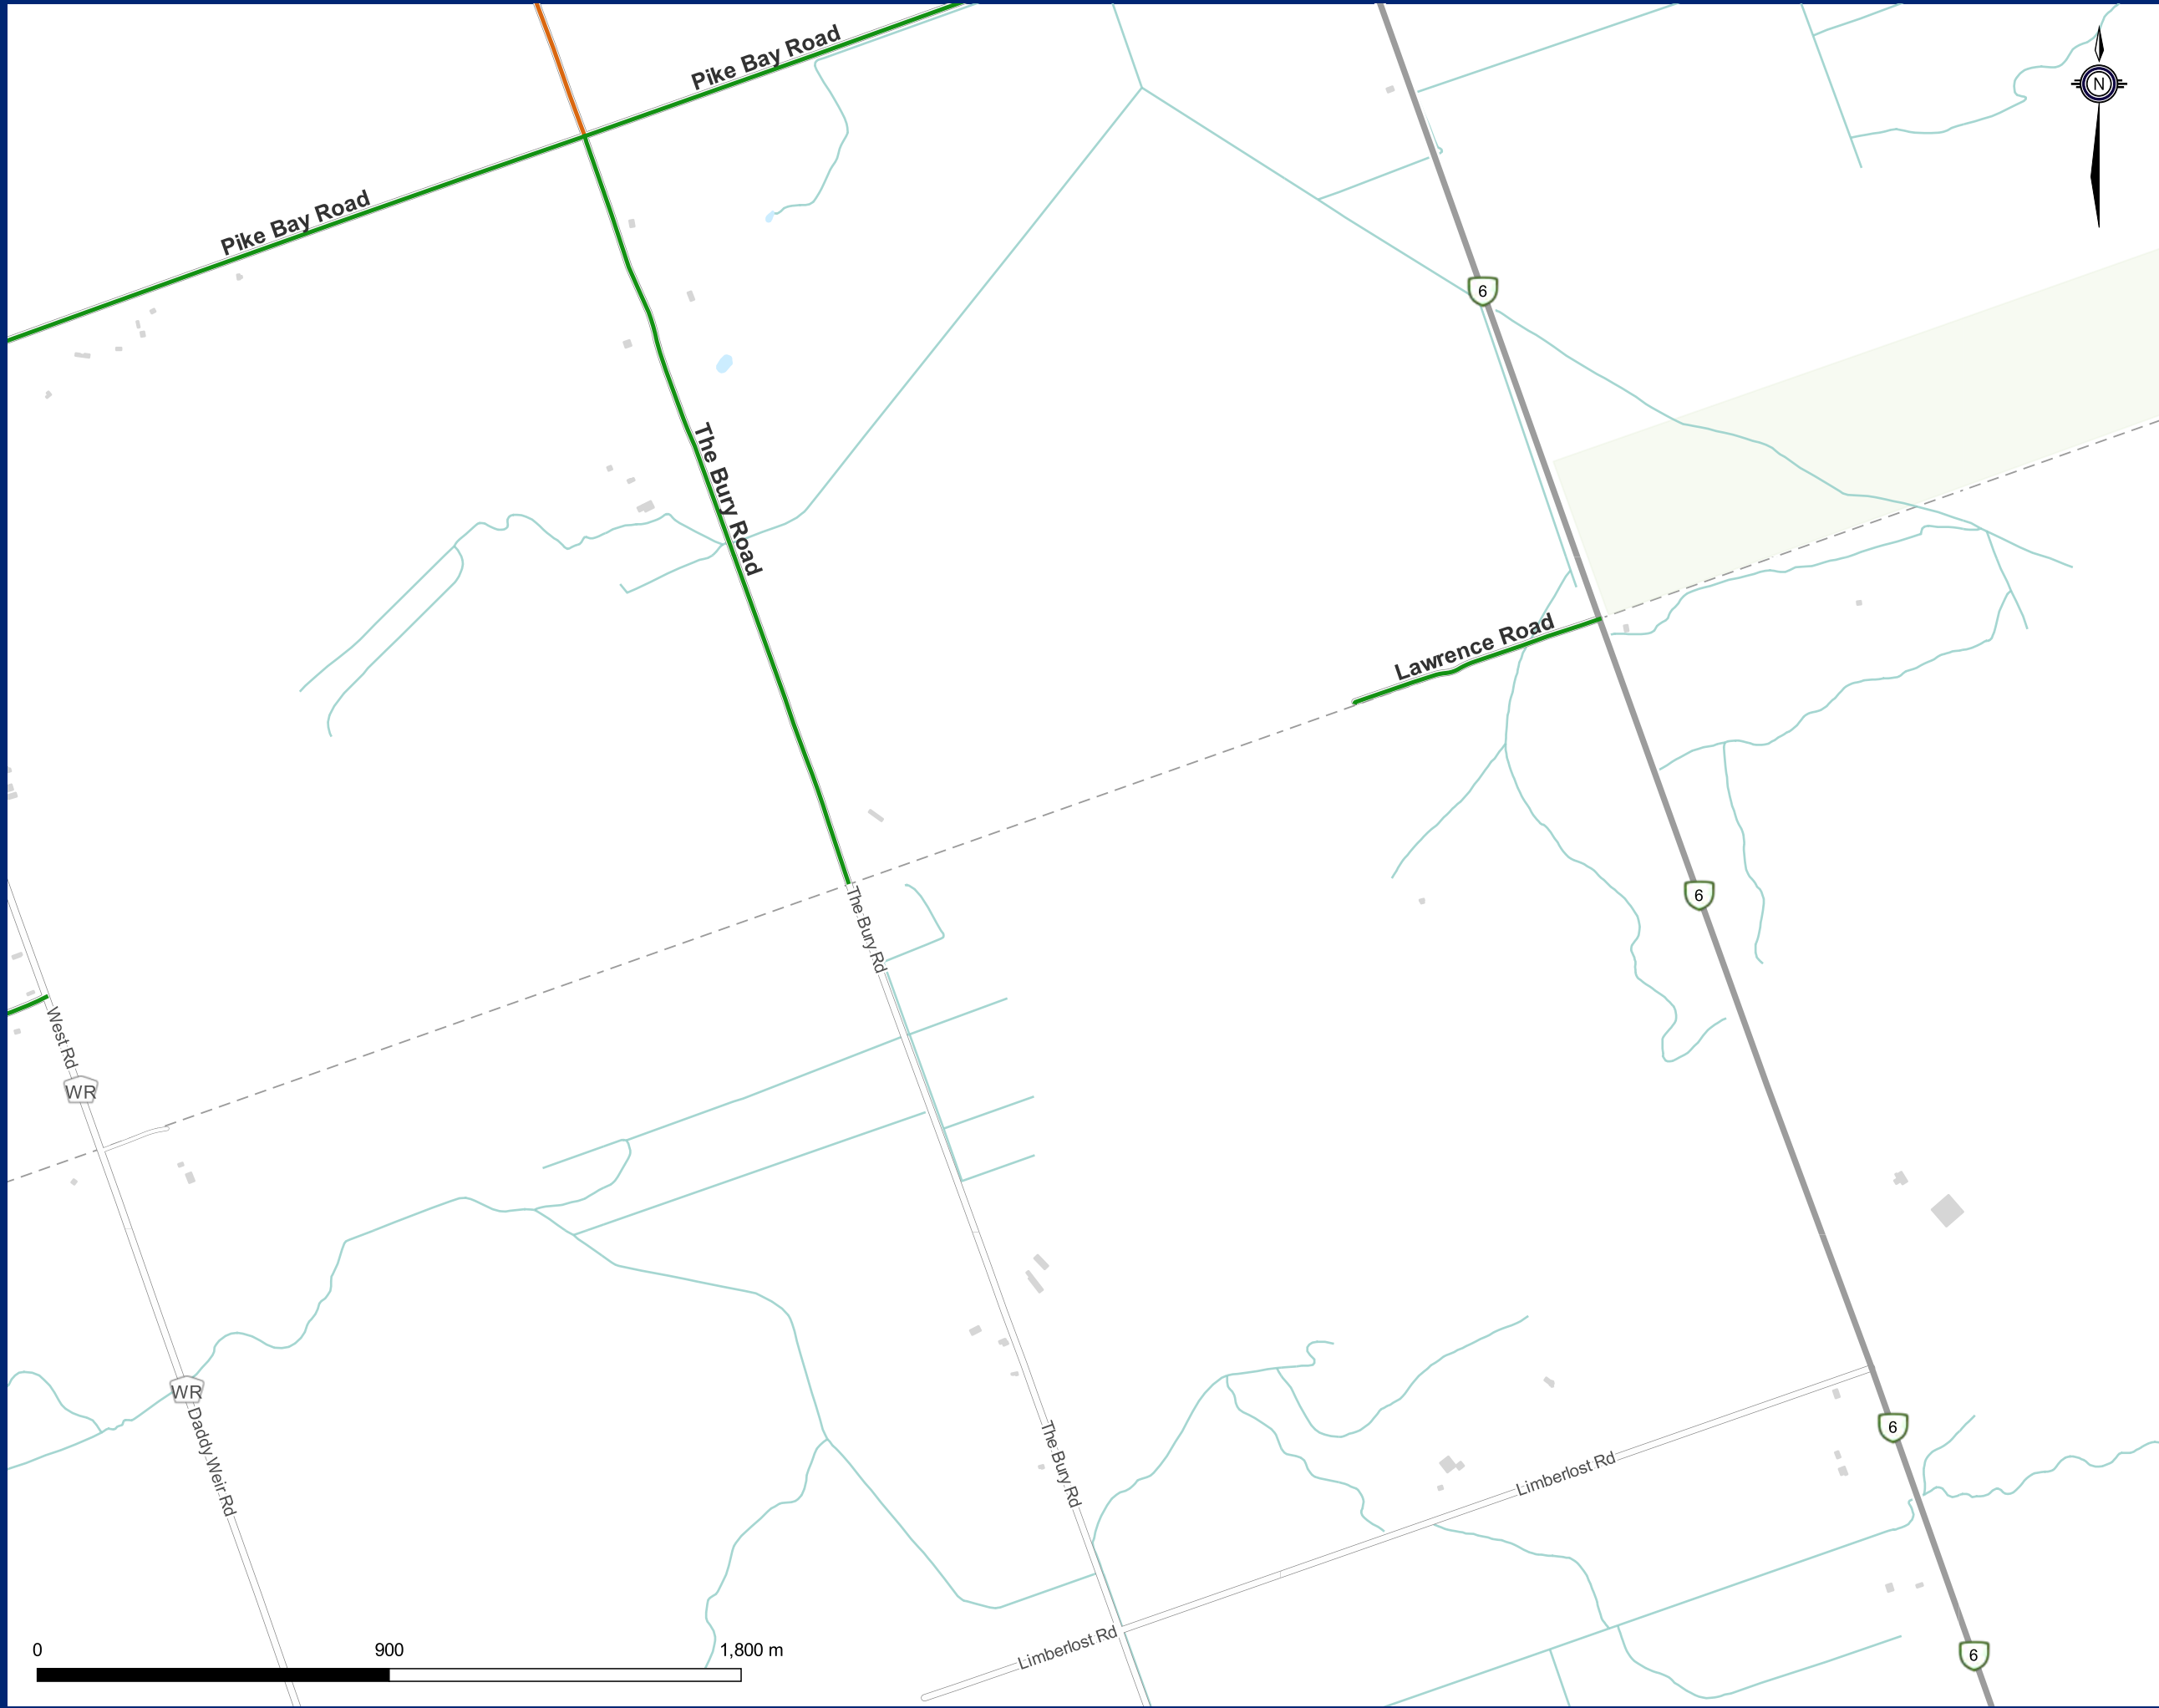 Pike Bay Road
N
Pike Bay Road
6
The Bury Road
Lawrence Road
6
The Bury Rd
West Rd
WR
WR
Daddy Weir Rd
The Bury Rd
6
Limberlost Rd
Limberlost Rd
6
0 900 1,800 m